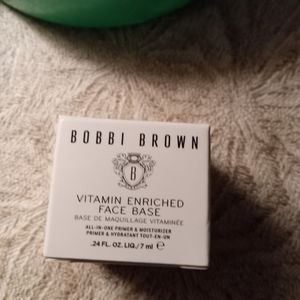 BOBBI BROWN
B
VITAMIN ENRICHED
FACE BASE
BASE DE MAQUILLAGE VITAMINÉE
ALL-IN-ONE PRIMER & MOISTURIZER
PRIMER & HYDRATANT TOUT-EN-UN
.24 FL. OZ. LIQ./7 ml ℮